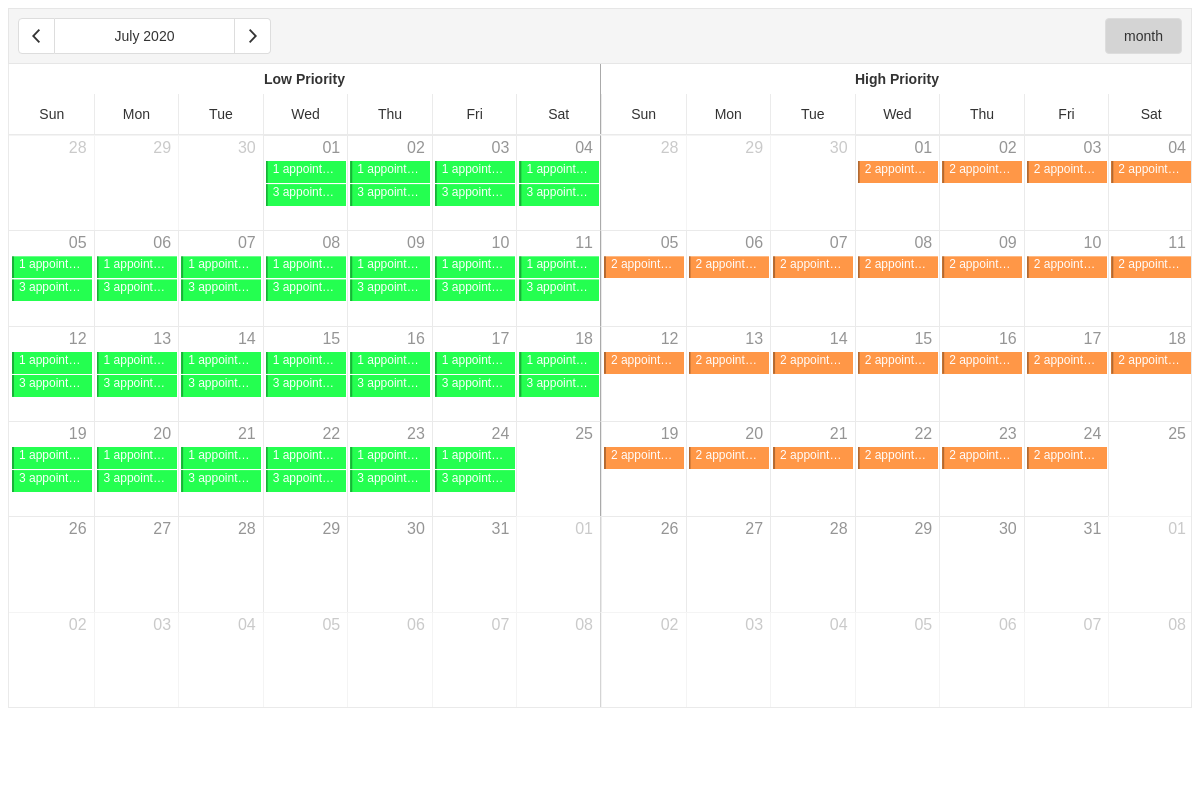 July 2020 month
Low Priority High Priority
Sun Mon Tue Wed Thu Fri Sat Sun Mon Tue Wed Thu Fri Sat
28 29 30 01 02 03 04 28 29 30 01 02 03 04
1 appoint… 1 appoint… 1 appoint… 1 appoint… 2 appoint… 2 appoint… 2 appoint… 2 appoint…
3 appoint… 3 appoint… 3 appoint… 3 appoint…
05 06 07 08 09 10 11 05 06 07 08 09 10 11
1 appoint… 1 appoint… 1 appoint… 1 appoint… 1 appoint… 1 appoint… 1 appoint… 2 appoint… 2 appoint… 2 appoint… 2 appoint… 2 appoint… 2 appoint… 2 appoint…
3 appoint… 3 appoint… 3 appoint… 3 appoint… 3 appoint… 3 appoint… 3 appoint…
12 13 14 15 16 17 18 12 13 14 15 16 17 18
1 appoint… 1 appoint… 1 appoint… 1 appoint… 1 appoint… 1 appoint… 1 appoint… 2 appoint… 2 appoint… 2 appoint… 2 appoint… 2 appoint… 2 appoint… 2 appoint…
3 appoint… 3 appoint… 3 appoint… 3 appoint… 3 appoint… 3 appoint… 3 appoint…
19 20 21 22 23 24 25 19 20 21 22 23 24 25
1 appoint… 1 appoint… 1 appoint… 1 appoint… 1 appoint… 1 appoint… 2 appoint… 2 appoint… 2 appoint… 2 appoint… 2 appoint… 2 appoint…
3 appoint… 3 appoint… 3 appoint… 3 appoint… 3 appoint… 3 appoint…
26 27 28 29 30 31 01 26 27 28 29 30 31 01
02 03 04 05 06 07 08 02 03 04 05 06 07 08